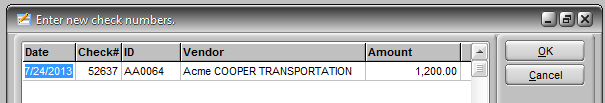 Enter new check numbers.
Date Check# ID Vendor Amount
7/24/2013 52637 AA0064 Acme COOPER TRANSPORTATION 1,200.00
OK
Cancel